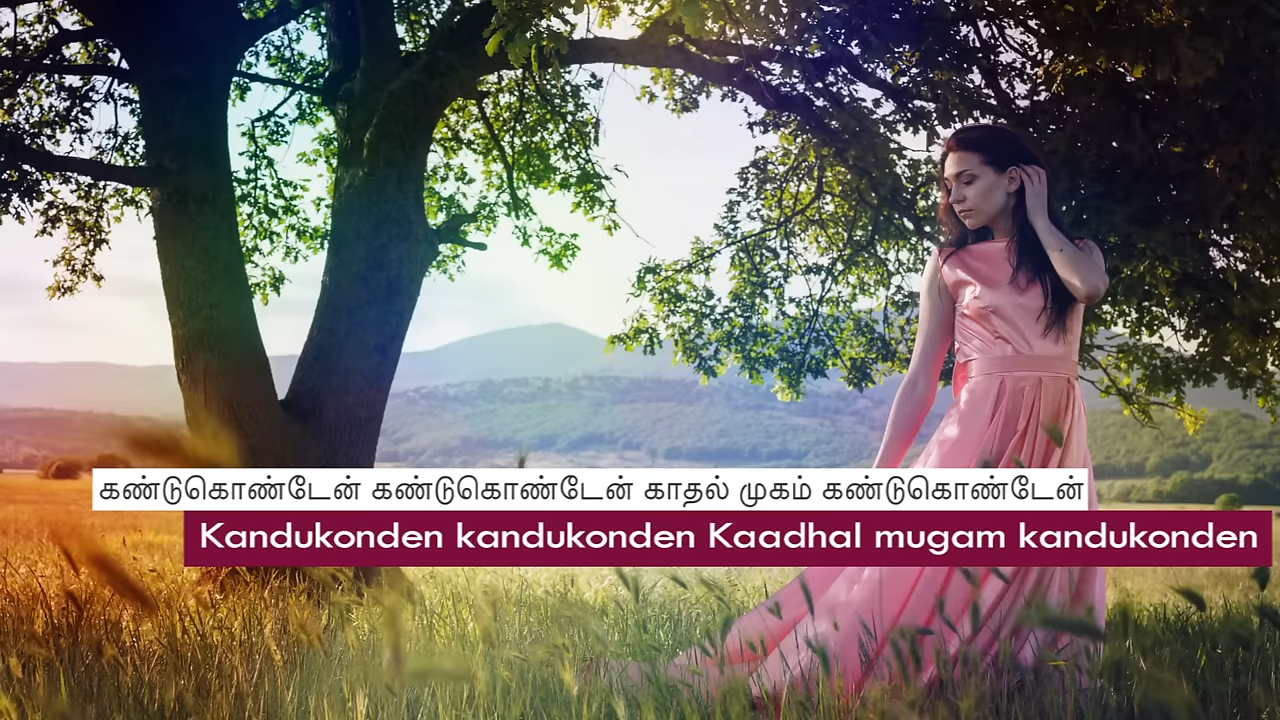 கண்டுகொண்டேன் கண்டுகொண்டேன் காதல் முகம் கண்டுகொண்டேன்
Kandukonden kandukonden Kaadhal mugam kandukonden